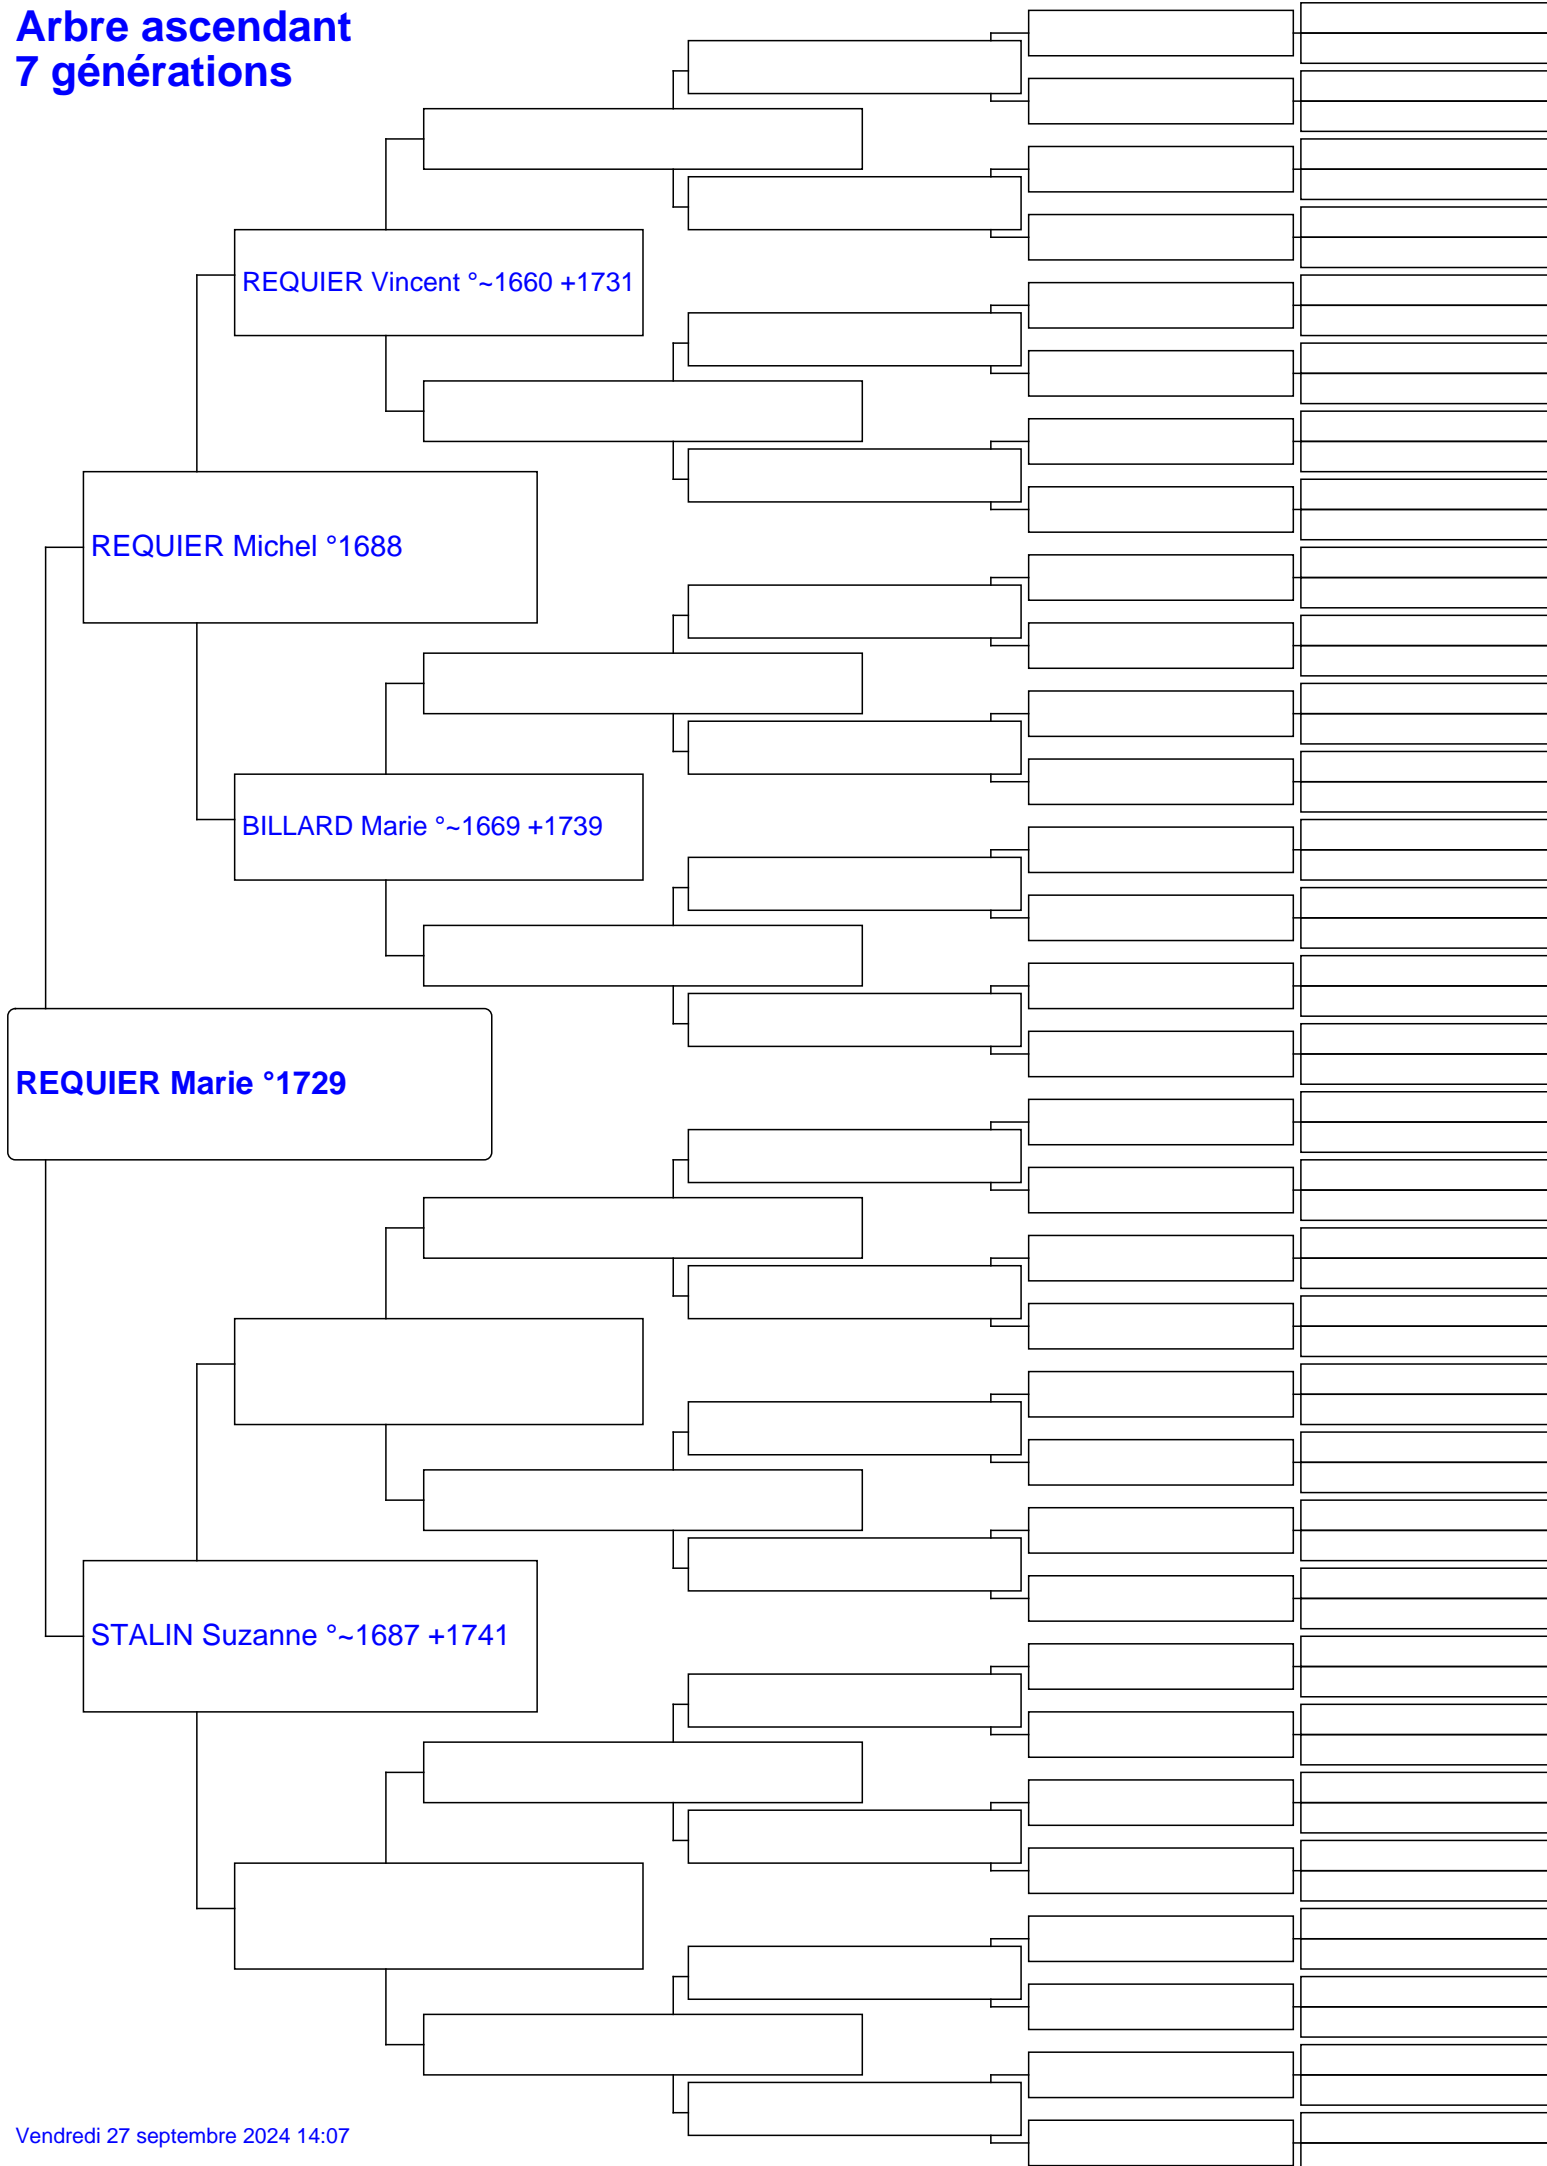 Arbre ascendant
7 générations
REQUIER Vincent °~1660 +1731
REQUIER Michel °1688
BILLARD Marie °~1669 +1739
REQUIER Marie °1729
STALIN Suzanne °~1687 +1741
Vendredi 27 septembre 2024 14:07